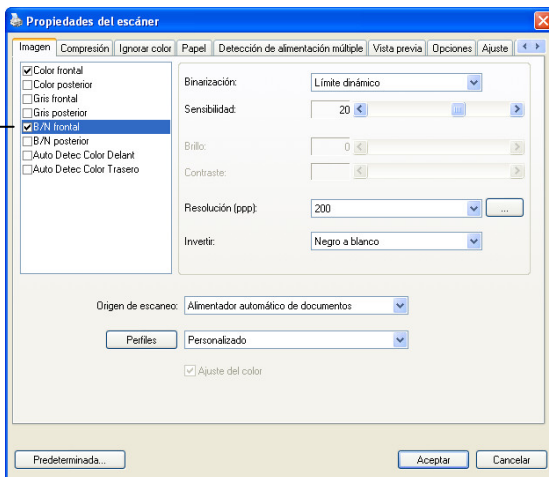 Propiedades del escáner
Imagen Compresión Ignorar color Papel Detección de alimentación múltiple Vista previa Opciones Ajuste
Color frontal
Color posterior
Gris frontal
Gris posterior
B/N frontal
B/N posterior
Auto Detec Color Delant
Auto Detec Color Trasero
Binarización: Límite dinámico
Sensibilidad: 20
Brillo: 0
Contraste:
Resolución (ppp): 200 ...
Invertir: Negro a blanco
Origen de escaneo: Alimentador automático de documentos
Perfiles Personalizado
Ajuste del color
Predeterminada... Aceptar Cancelar